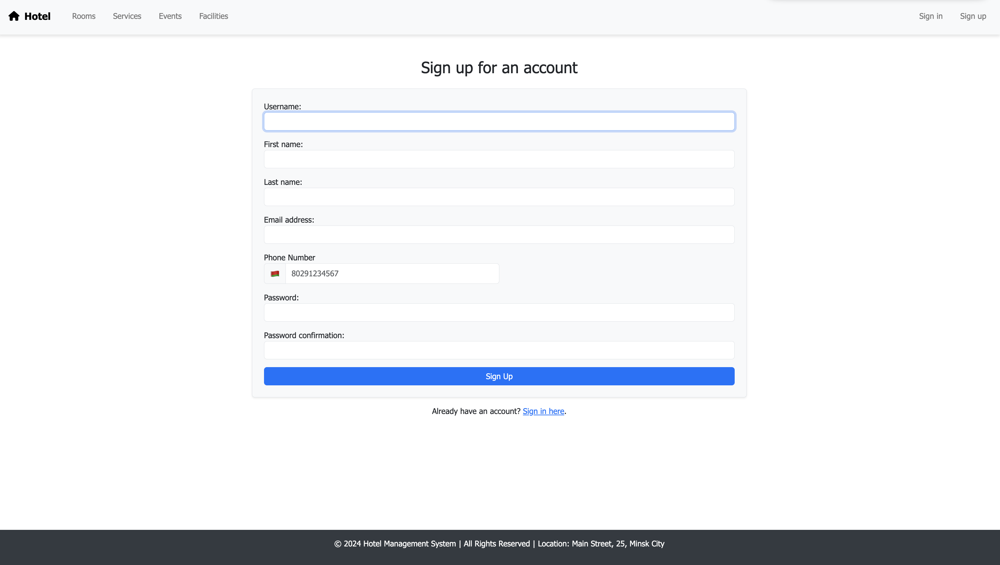 Hotel Rooms Services Events Facilities Sign in Sign up
Sign up for an account
Username:
First name:
Last name:
Email address:
Phone Number
80291234567
Password:
Password confirmation:
Sign Up
Already have an account? Sign in here.
© 2024 Hotel Management System | All Rights Reserved | Location: Main Street, 25, Minsk City